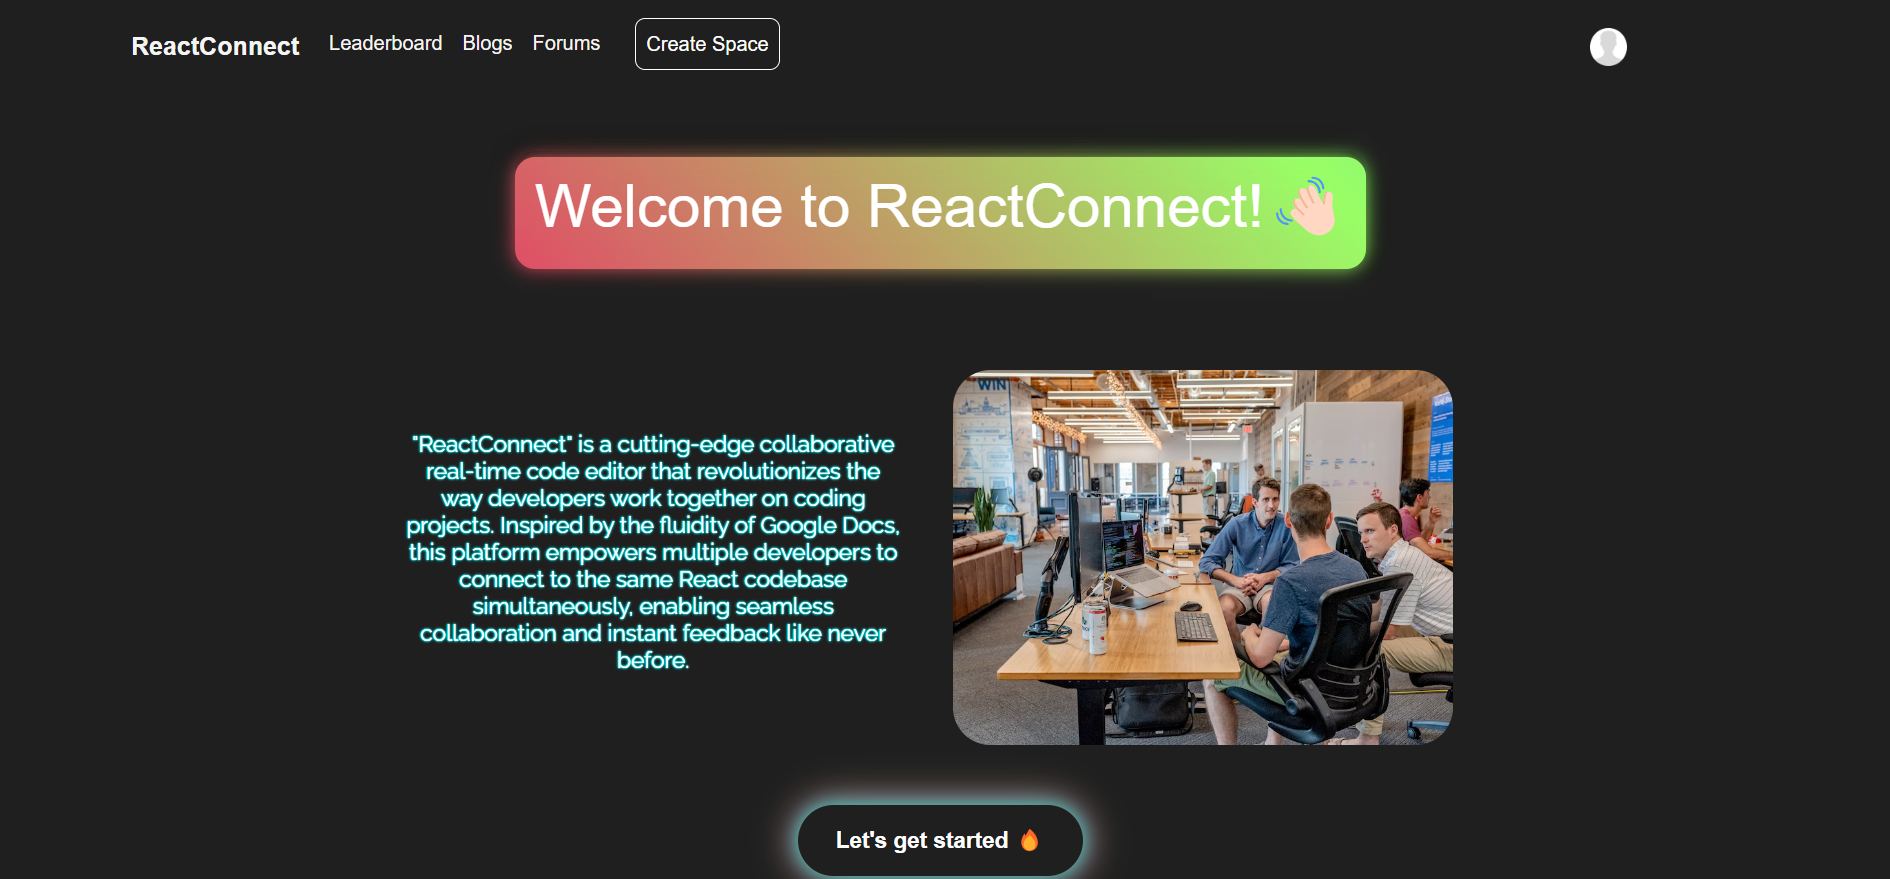 ReactConnect Leaderboard Blogs Forums Create Space
Welcome to ReactConnect! 👋
"ReactConnect" is a cutting-edge collaborative
real-time code editor that revolutionizes the
way developers work together on coding
projects. Inspired by the fluidity of Google Docs,
this platform empowers multiple developers to
connect to the same React codebase
simultaneously, enabling seamless
collaboration and instant feedback like never
before.
WIN
Let's get started 🔥